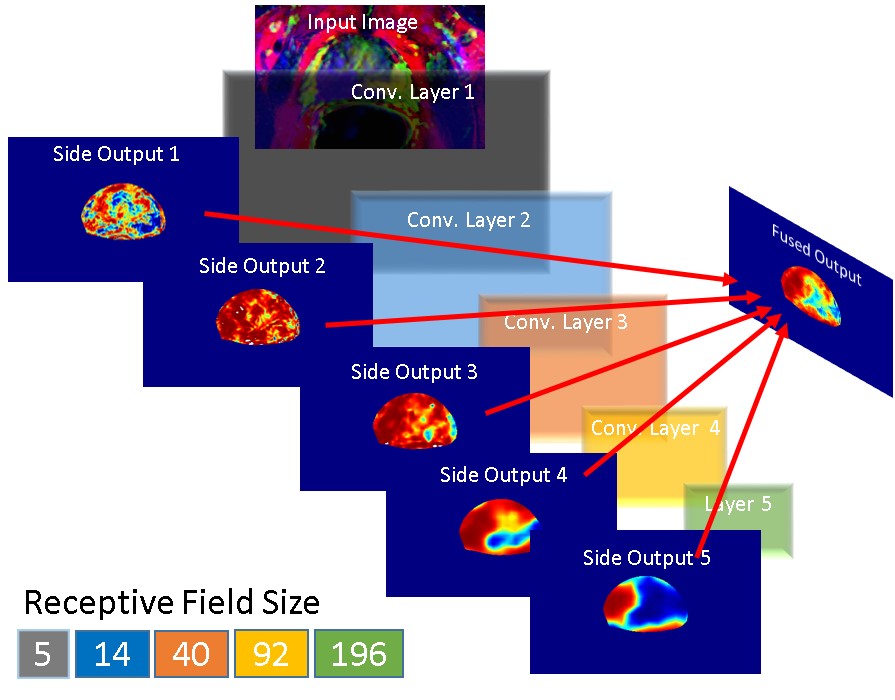 Input Image
Conv. Layer 1
Side Output 1
Conv. Layer 2
Side Output 2
Fused Output
Conv. Layer 3
Side Output 3
Conv. Layer 4
Side Output 4
Layer 5
Side Output 5
Receptive Field Size
5 14 40 92 196